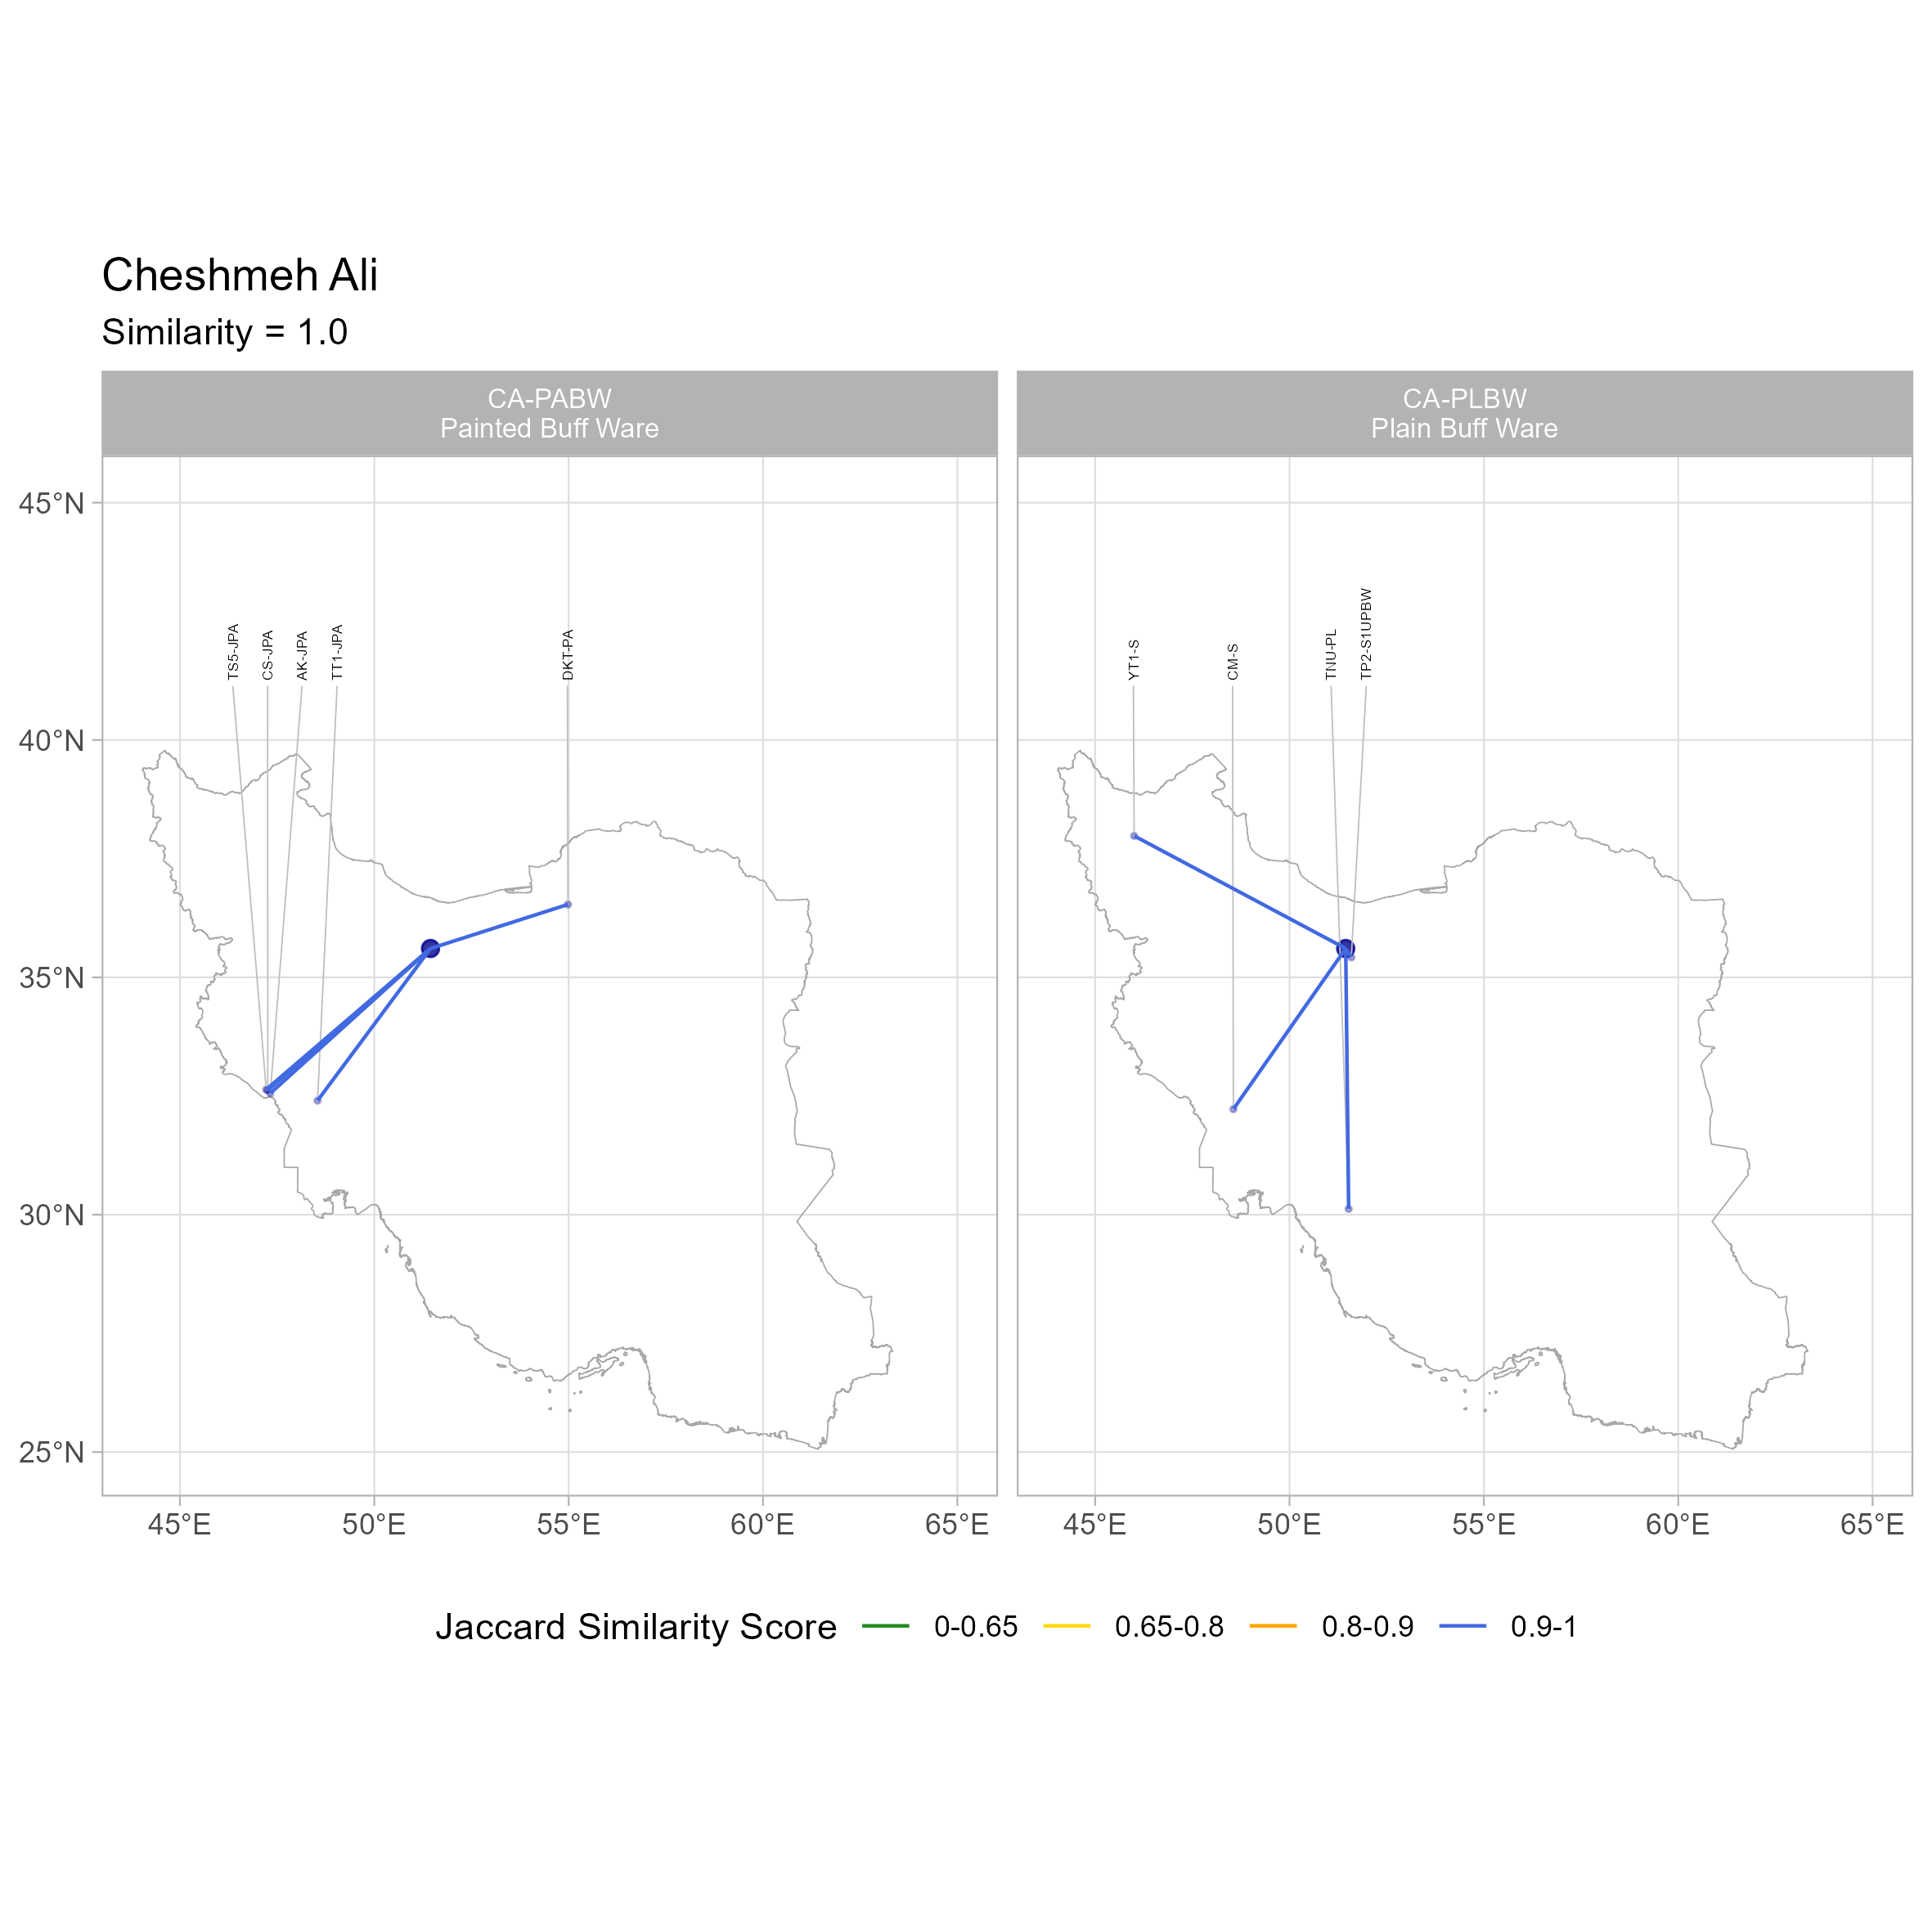 Cheshmeh Ali
Similarity = 1.0
CA-PABW
Painted Buff Ware
CA-PLBW
Plain Buff Ware
45°N
40°N
35°N
30°N
25°N
TS5-JPA
CS-JPA
AK-JPA
TT1-JPA
DKT-PA
YT1-S
CM-S
TNU-PL
TP2-S1UPBW
45°E 50°E 55°E 60°E 65°E
45°E 50°E 55°E 60°E 65°E
Jaccard Similarity Score 0-0.65 0.65-0.8 0.8-0.9 0.9-1